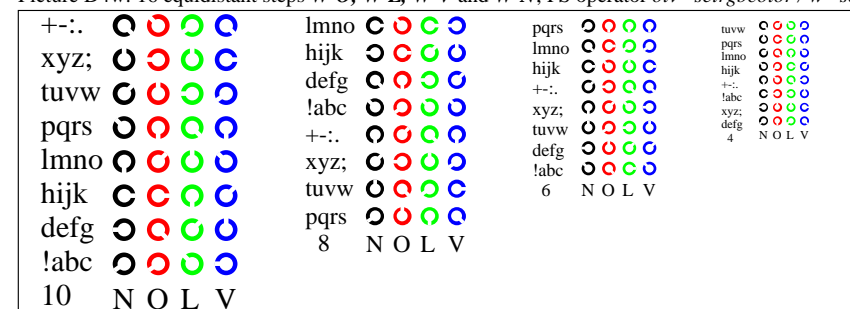 +-:.
xyz;
tuvw
pqrs
lmno
hijk
defg
!abc
10 N O L V
lmno
hijk
defg
!abc
+-:.
xyz;
tuvw
pqrs
8 N O L V
pqrs
lmno
hijk
+-:.
xyz;
tuvw
defg
!abc
6 N O L V
tuvw
pqrs
lmno
hijk
+-:.
!abc
xyz;
defg
4 N O L V